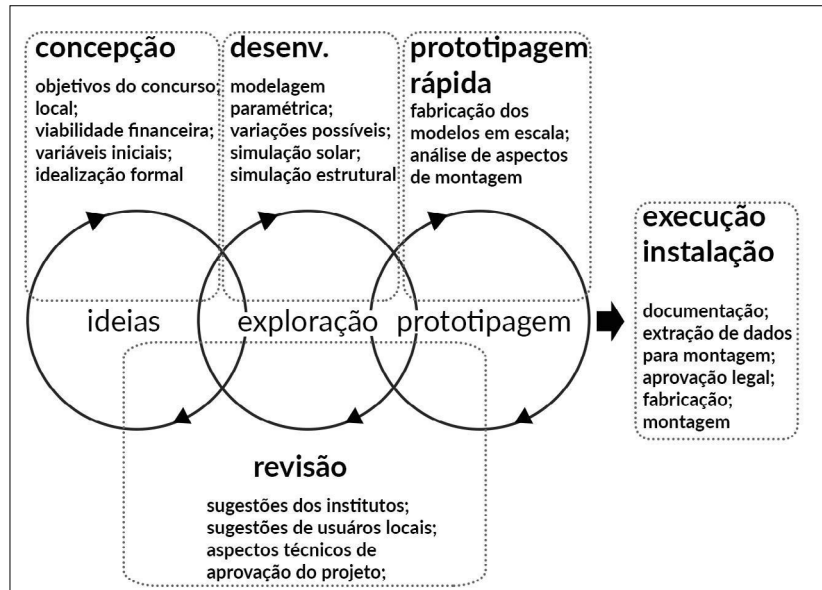 concepção
objetivos do concurso;
local;
viabilidade financeira;
variáveis iniciais;
idealização formal
desenv.
modelagem
paramétrica;
variações possíveis;
simulação solar;
simulação estrutural
prototipagem
rápida
fabricação dos
modelos em escala;
análise de aspectos
de montagem
ideias
exploração
prototipagem
execução
instalação
documentação;
extração de dados
para montagem;
aprovação legal;
fabricação;
montagem
revisão
sugestões dos institutos;
sugestões de usuáros locais;
aspectos técnicos de
aprovação do projeto;